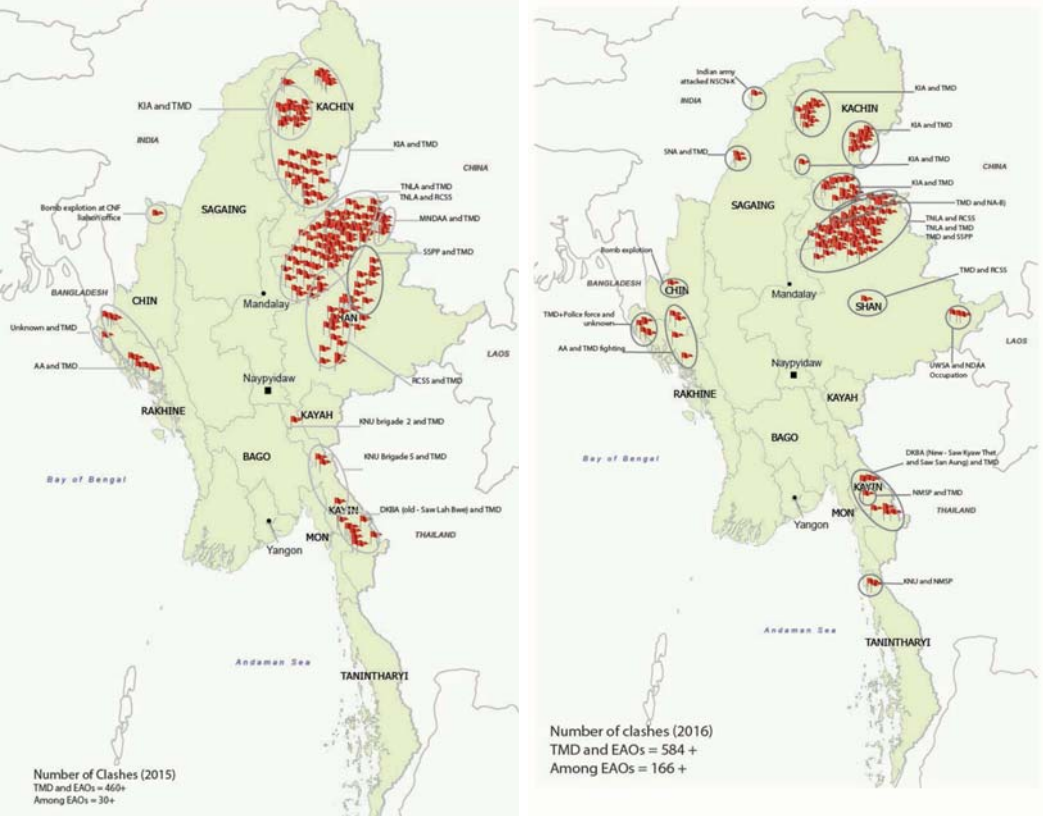 KIA and TMD
KACHIN
INDIA
KIA and TMD
CHINA
TNLA and TMD
TNLA and RCSS
Bomb explotion at CNF
liaison office
SAGAING
MNDAA and TMD
SSPP and TMD
BANGLADESH
CHIN
Mandalay
SHAN
Unknown and TMD
LAOS
AA and TMD
Naypyidaw
RCSS and TMD
RAKHINE
KAYAH
KNU brigade 2 and TMD
BAGO
KNU Brigade 5 and TMD
Bay of Bengal
KAYIN
DKBA (old - Saw Lah Bwe) and TMD
MON
THAILAND
Yangon
Andaman Sea
TANINTHARYI
Number of Clashes (2015)
TMD and EAOs = 460+
Among EAOs = 30+
Indian army
attacked NSCN-K
INDIA
KIA and TMD
KACHIN
KIA and TMD
SNA and TMD
KIA and TMD
CHINA
KIA and TMD
SAGAING
TMD and NA-B)
TNLA and RCSS
TNLA and TMD
TMD and SSPP
Bomb explotion
TMD and RCSS
BANGLADESH
CHIN
Mandalay
SHAN
TMD+Police force and
unknown
AA and TMD fighting
LAOS
Naypyidaw
UWSA and NDAA
Occupation
RAKHINE
KAYAH
BAGO
DKBA (New - Saw Kyaw Thet
and Saw San Aung) and TMD
Bay of Bengal
KAYIN
NMSP and TMD
MON
THAILAND
Yangon
KNU and NMSP
Andaman Sea
TANINTHARYI
Number of clashes (2016)
TMD and EAOs = 584 +
Among EAOs = 166 +